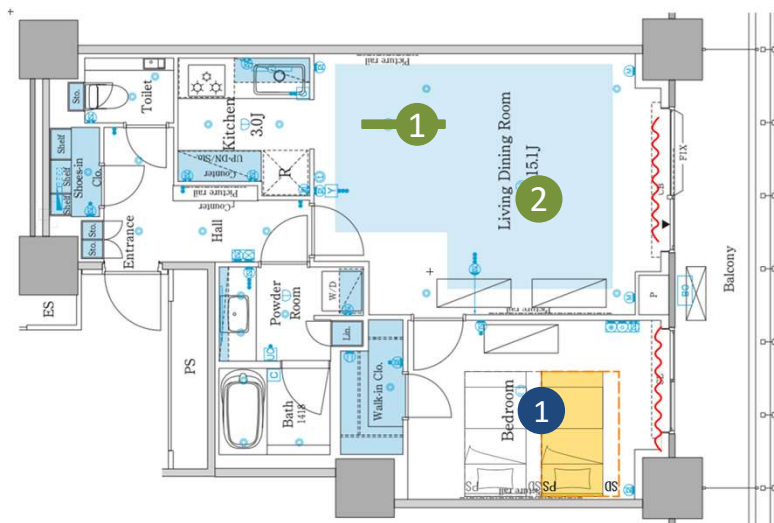 Picture rail
Sto.
Toilet
Kitchen
3.0J
UP-DN/Sto.
Counter
R
Picture rail
Counter
Y
1
Living Dining Room
15.1J
2
FIX
Shelf
Shelf
Shelf
Shoes-in
Clo.
Sto.
Sto.
Entrance
Hall
ES
PS
Powder
Room
W/D
Lin.
C
Bath
1418
Walk-in Clo.
Picture rail
P
BG
Balcony
Bedroom
1
PS
SD
PS
SD
Picture rail